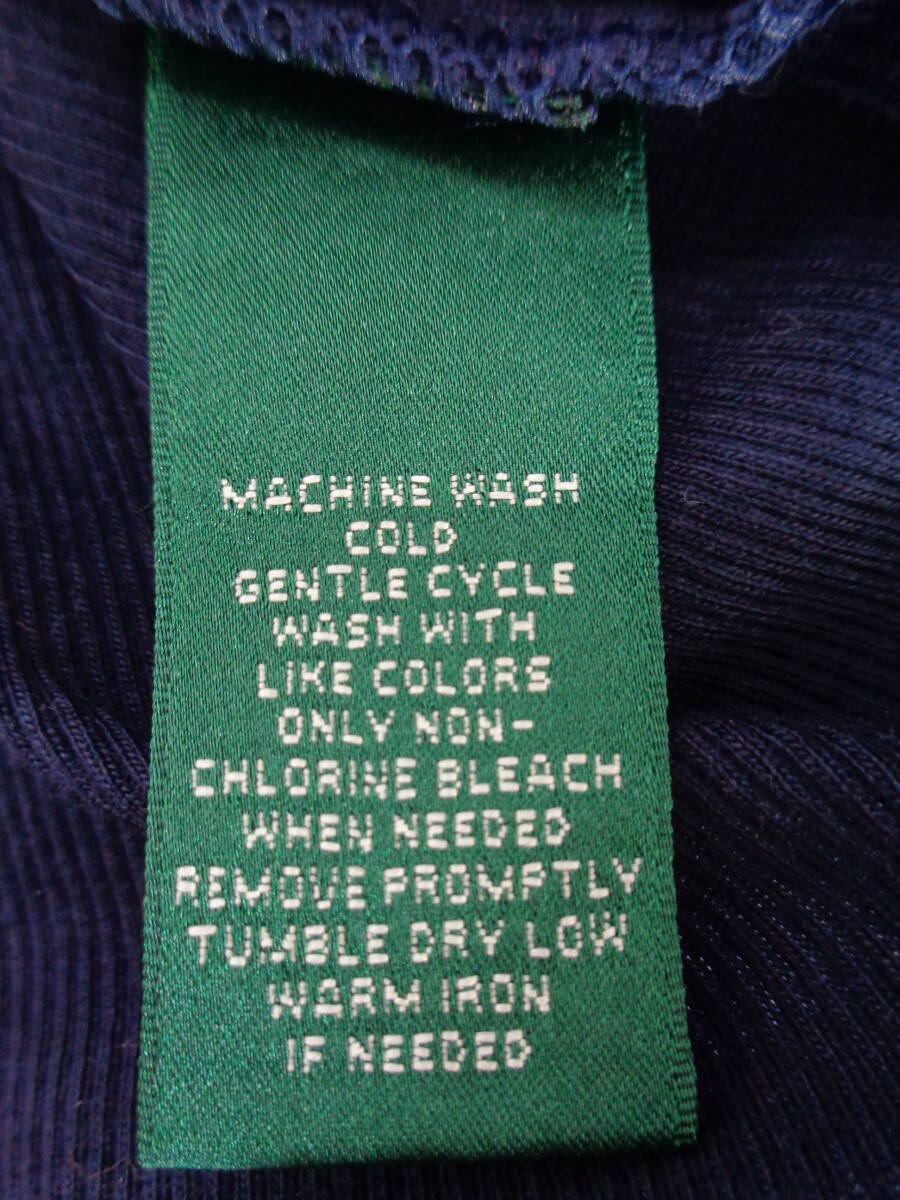 MACHINE WASH
COLD
GENTLE CYCLE
WASH WITH
LIKE COLORS
ONLY NON-
CHLORINE BLEACH
WHEN NEEDED
REMOVE PROMPTLY
TUMBLE DRY LOW
WARM IRON
IF NEEDED